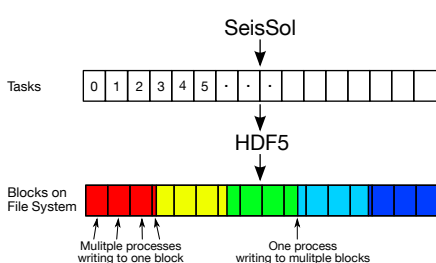 SeisSol
Tasks
0 1 2 3 4 5 · · ·
HDF5
Blocks on
File System
Mulitple processes
writing to one block
One process
writing to mulitple blocks